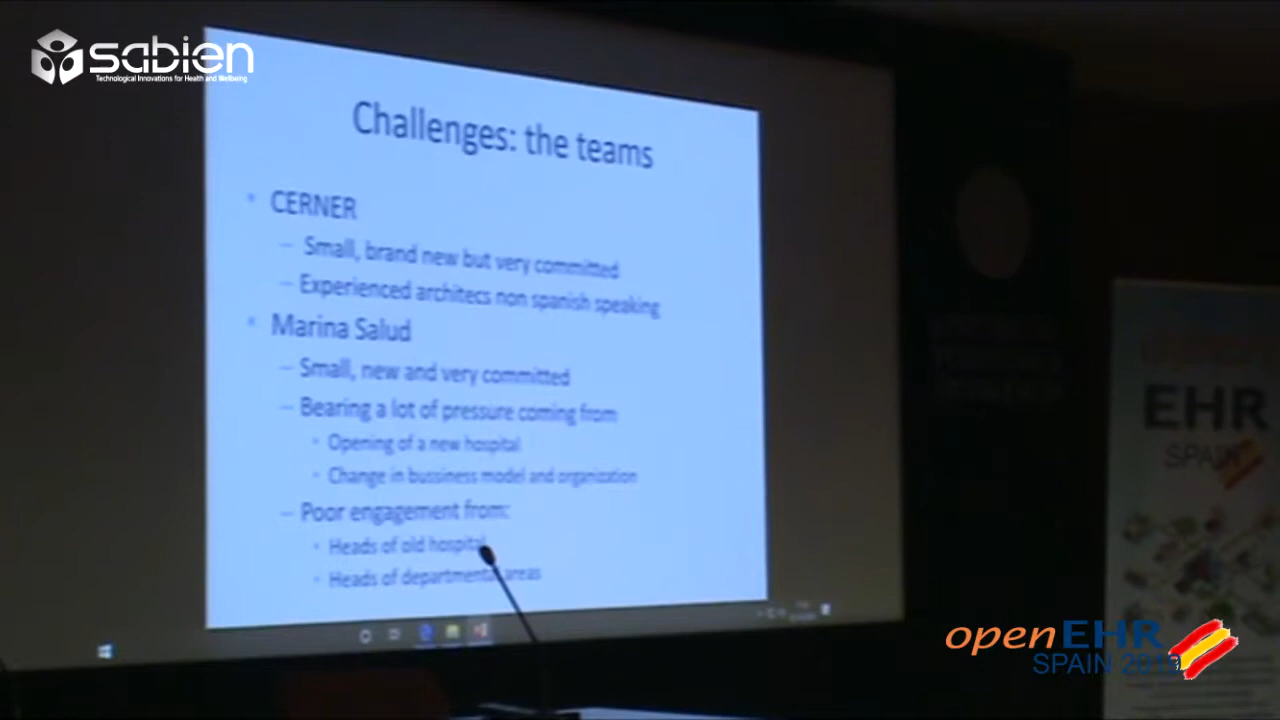 sabien
Technological Innovations for Health and Wellbeing
Challenges: the teams
• CERNER
– Small, brand new but very committed
– Experienced architecs non spanish speaking
• Marina Salud
– Small, new and very committed
– Bearing a lot of pressure coming from
• Opening of a new hospital
• Change in bussiness model and organization
– Poor engagement from:
• Heads of old hospital
• Heads of departmental areas
EHR
SPAIN
openEHR
SPAIN